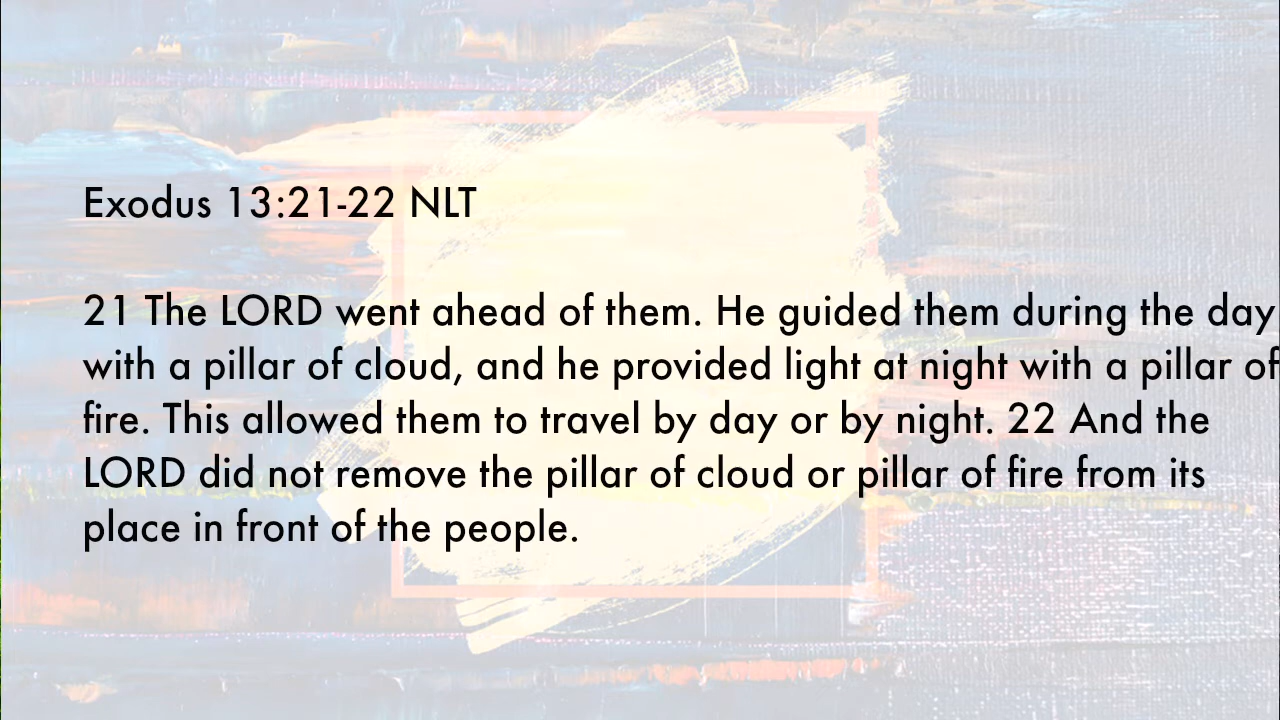 Exodus 13:21-22 NLT
21 The LORD went ahead of them. He guided them during the day
with a pillar of cloud, and he provided light at night with a pillar of
fire. This allowed them to travel by day or by night. 22 And the
LORD did not remove the pillar of cloud or pillar of fire from its
place in front of the people.